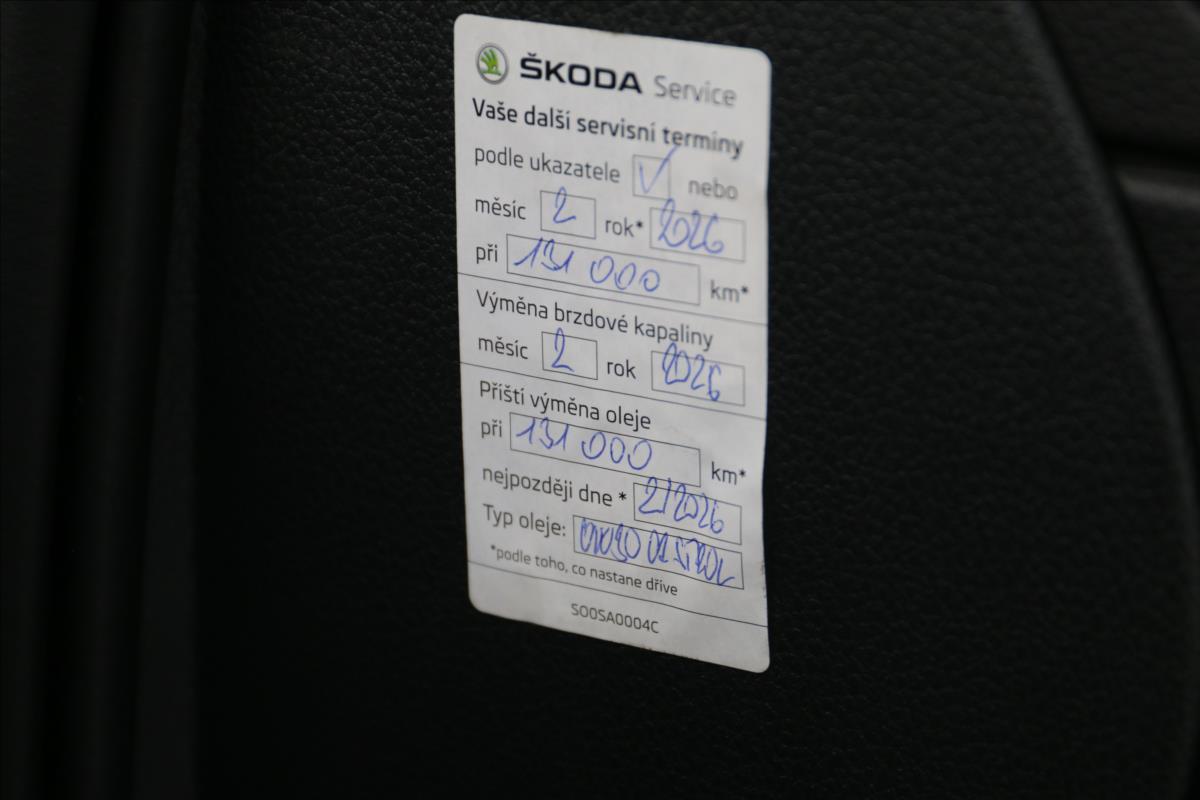 ŠKODA Service
Vaše další servisní termíny
podle ukazatele ✓ nebo
měsíc 2 rok* 2026
při 131 000 km*
Výměna brzdové kapaliny
měsíc 2 rok 2026
Příští výměna oleje
při 131 000 km*
nejpozději dne * 2/2026
Typ oleje:
*podle toho, co nastane dříve
S00SA0004C